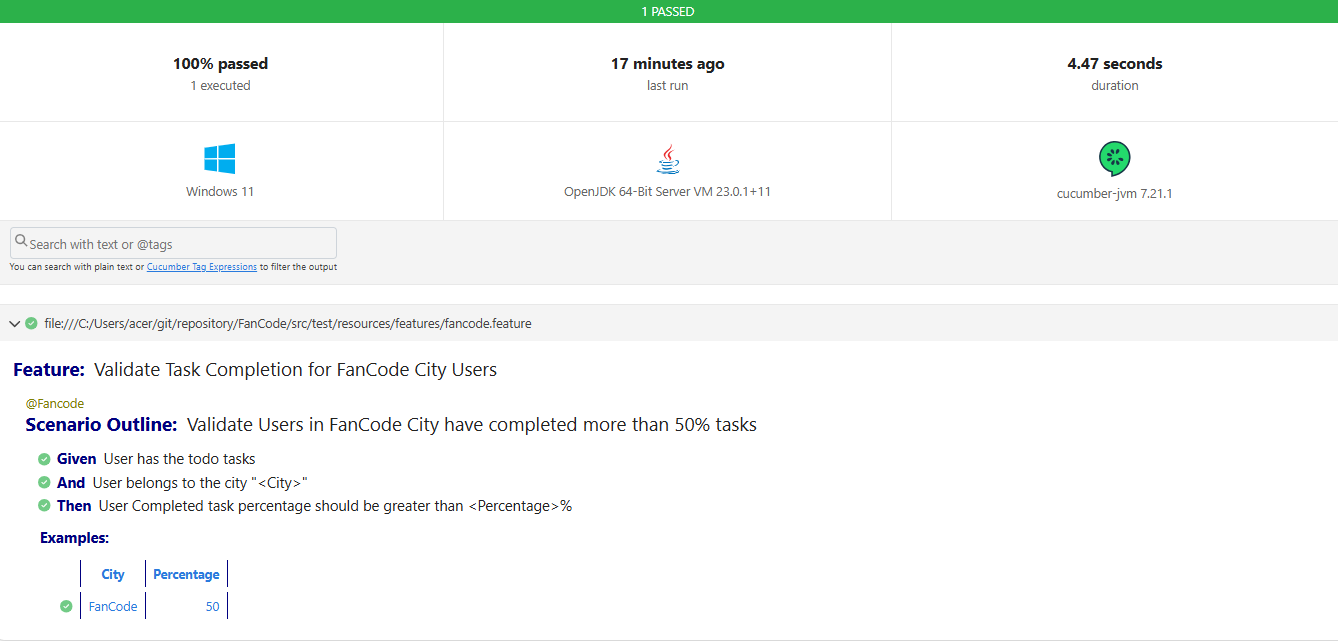 1 PASSED
100% passed
1 executed
17 minutes ago
last run
4.47 seconds
duration
Windows 11
OpenJDK 64-Bit Server VM 23.0.1+11
cucumber-jvm 7.21.1
Search with text or @tags
You can search with plain text or Cucumber Tag Expressions to filter the output
file:///C:/Users/acer/git/repository/FanCode/src/test/resources/features/fancode.feature
Feature: Validate Task Completion for FanCode City Users
@Fancode
Scenario Outline: Validate Users in FanCode City have completed more than 50% tasks
Given User has the todo tasks
And User belongs to the city "<City>"
Then User Completed task percentage should be greater than <Percentage>%
Examples:
City Percentage
FanCode 50